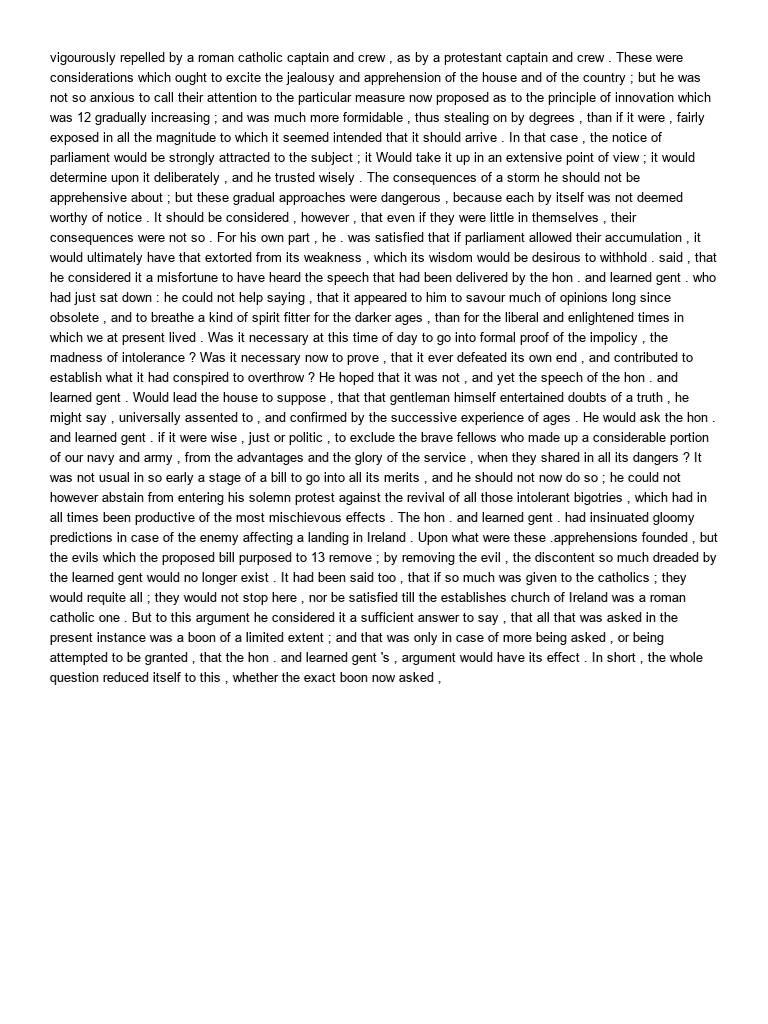 vigourously repelled by a roman catholic captain and crew , as by a protestant captain and crew . These were
considerations which ought to excite the jealousy and apprehension of the house and of the country ; but he was
not so anxious to call their attention to the particular measure now proposed as to the principle of innovation which
was 12 gradually increasing ; and was much more formidable , thus stealing on by degrees , than if it were , fairly
exposed in all the magnitude to which it seemed intended that it should arrive . In that case , the notice of
parliament would be strongly attracted to the subject ; it Would take it up in an extensive point of view ; it would
determine upon it deliberately , and he trusted wisely . The consequences of a storm he should not be
apprehensive about ; but these gradual approaches were dangerous , because each by itself was not deemed
worthy of notice . It should be considered , however , that even if they were little in themselves , their
consequences were not so . For his own part , he . was satisfied that if parliament allowed their accumulation , it
would ultimately have that extorted from its weakness , which its wisdom would be desirous to withhold . said , that
he considered it a misfortune to have heard the speech that had been delivered by the hon . and learned gent . who
had just sat down : he could not help saying , that it appeared to him to savour much of opinions long since
obsolete , and to breathe a kind of spirit fitter for the darker ages , than for the liberal and enlightened times in
which we at present lived . Was it necessary at this time of day to go into formal proof of the impolicy , the
madness of intolerance ? Was it necessary now to prove , that it ever defeated its own end , and contributed to
establish what it had conspired to overthrow ? He hoped that it was not , and yet the speech of the hon . and
learned gent . Would lead the house to suppose , that that gentleman himself entertained doubts of a truth , he
might say , universally assented to , and confirmed by the successive experience of ages . He would ask the hon .
and learned gent . if it were wise , just or politic , to exclude the brave fellows who made up a considerable portion
of our navy and army , from the advantages and the glory of the service , when they shared in all its dangers ? It
was not usual in so early a stage of a bill to go into all its merits , and he should not now do so ; he could not
however abstain from entering his solemn protest against the revival of all those intolerant bigotries , which had in
all times been productive of the most mischievous effects . The hon . and learned gent . had insinuated gloomy
predictions in case of the enemy affecting a landing in Ireland . Upon what were these .apprehensions founded , but
the evils which the proposed bill purposed to 13 remove ; by removing the evil , the discontent so much dreaded by
the learned gent would no longer exist . It had been said too , that if so much was given to the catholics ; they
would requite all ; they would not stop here , nor be satisfied till the establishes church of Ireland was a roman
catholic one . But to this argument he considered it a sufficient answer to say , that all that was asked in the
present instance was a boon of a limited extent ; and that was only in case of more being asked , or being
attempted to be granted , that the hon . and learned gent 's , argument would have its effect . In short , the whole
question reduced itself to this , whether the exact boon now asked ,